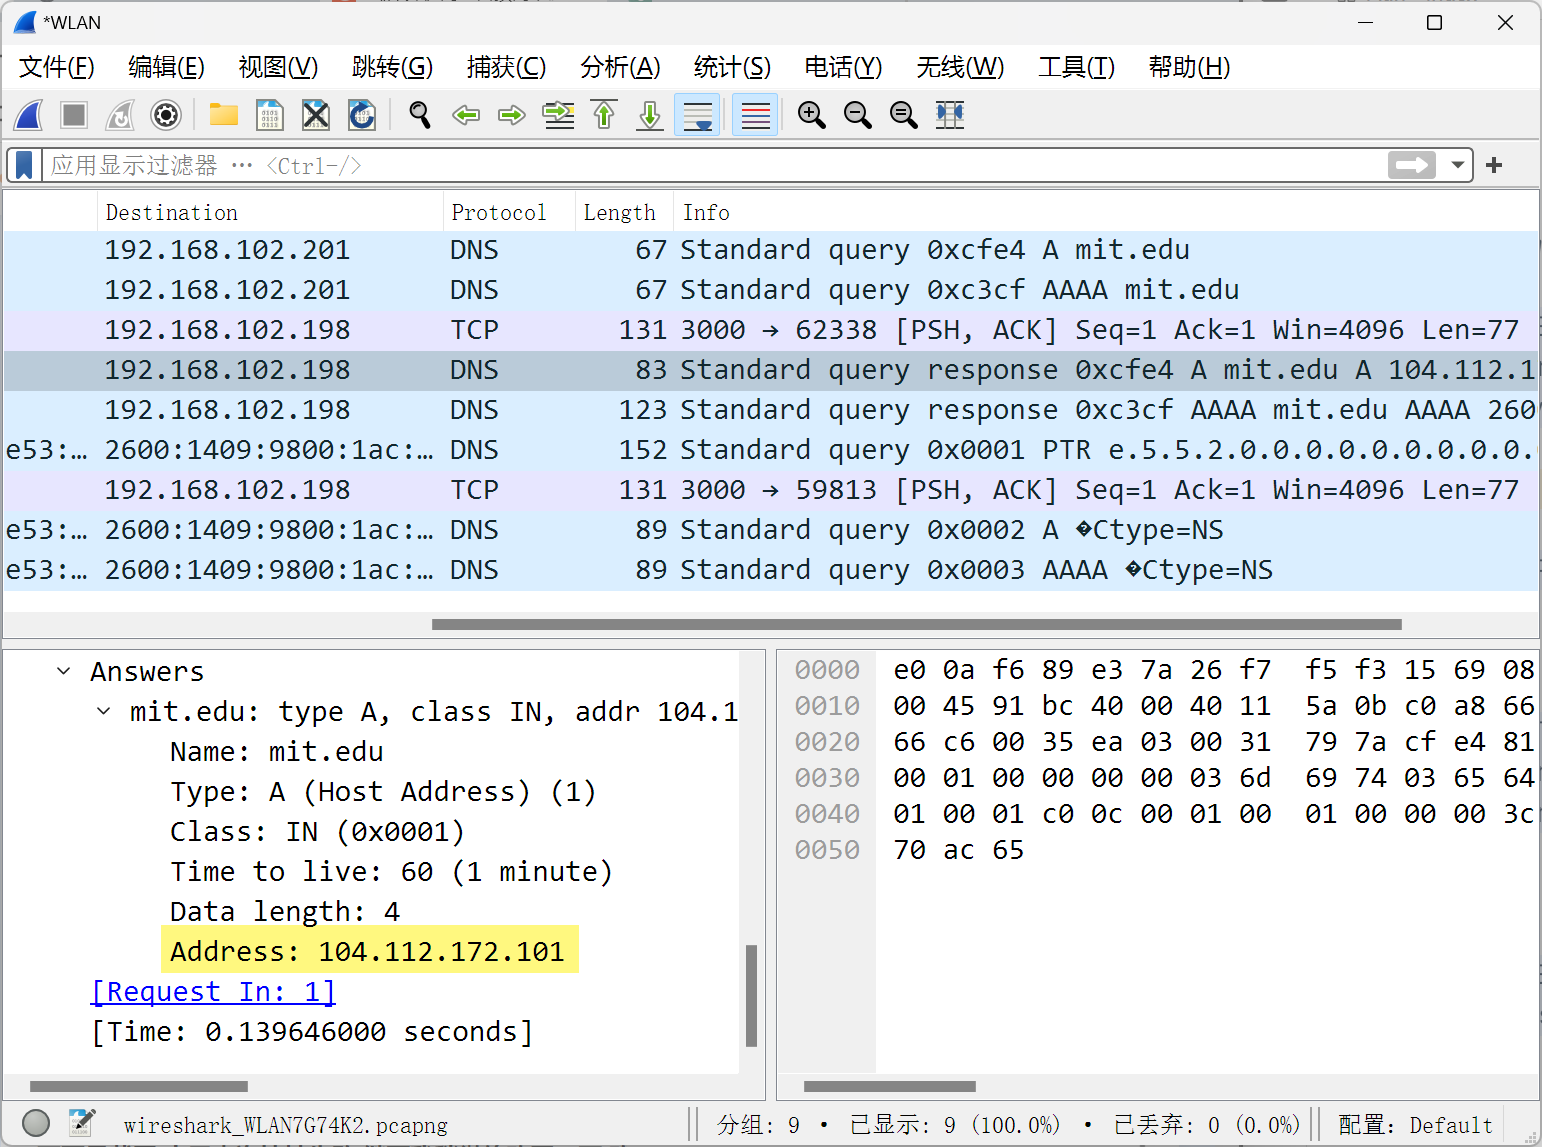 *WLAN
文件(F) 编辑(E) 视图(V) 跳转(G) 捕获(C) 分析(A) 统计(S) 电话(Y) 无线(W) 工具(T) 帮助(H)
应用显示过滤器 … <Ctrl-/>
Destination Protocol Length Info
192.168.102.201 DNS 67 Standard query 0xcfe4 A mit.edu
192.168.102.201 DNS 67 Standard query 0xc3cf AAAA mit.edu
192.168.102.198 TCP 131 3000 → 62338 [PSH, ACK] Seq=1 Ack=1 Win=4096 Len=77
192.168.102.198 DNS 83 Standard query response 0xcfe4 A mit.edu A 104.112.1
192.168.102.198 DNS 123 Standard query response 0xc3cf AAAA mit.edu AAAA 260
e53:… 2600:1409:9800:1ac:… DNS 152 Standard query 0x0001 PTR e.5.5.2.0.0.0.0.0.0.0.0.0.
192.168.102.198 TCP 131 3000 → 59813 [PSH, ACK] Seq=1 Ack=1 Win=4096 Len=77
e53:… 2600:1409:9800:1ac:… DNS 89 Standard query 0x0002 A �Ctype=NS
e53:… 2600:1409:9800:1ac:… DNS 89 Standard query 0x0003 AAAA �Ctype=NS
Answers
mit.edu: type A, class IN, addr 104.1
Name: mit.edu
Type: A (Host Address) (1)
Class: IN (0x0001)
Time to live: 60 (1 minute)
Data length: 4
Address: 104.112.172.101
[Request In: 1]
[Time: 0.139646000 seconds]
0000 e0 0a f6 89 e3 7a 26 f7 f5 f3 15 69 08
0010 00 45 91 bc 40 00 40 11 5a 0b c0 a8 66
0020 66 c6 00 35 ea 03 00 31 79 7a cf e4 81
0030 00 01 00 00 00 00 03 6d 69 74 03 65 64
0040 01 00 01 c0 0c 00 01 00 01 00 00 00 3c
0050 70 ac 65
wireshark_WLAN7G74K2.pcapng 分组: 9 · 已显示: 9 (100.0%) · 已丢弃: 0 (0.0%) 配置: Default